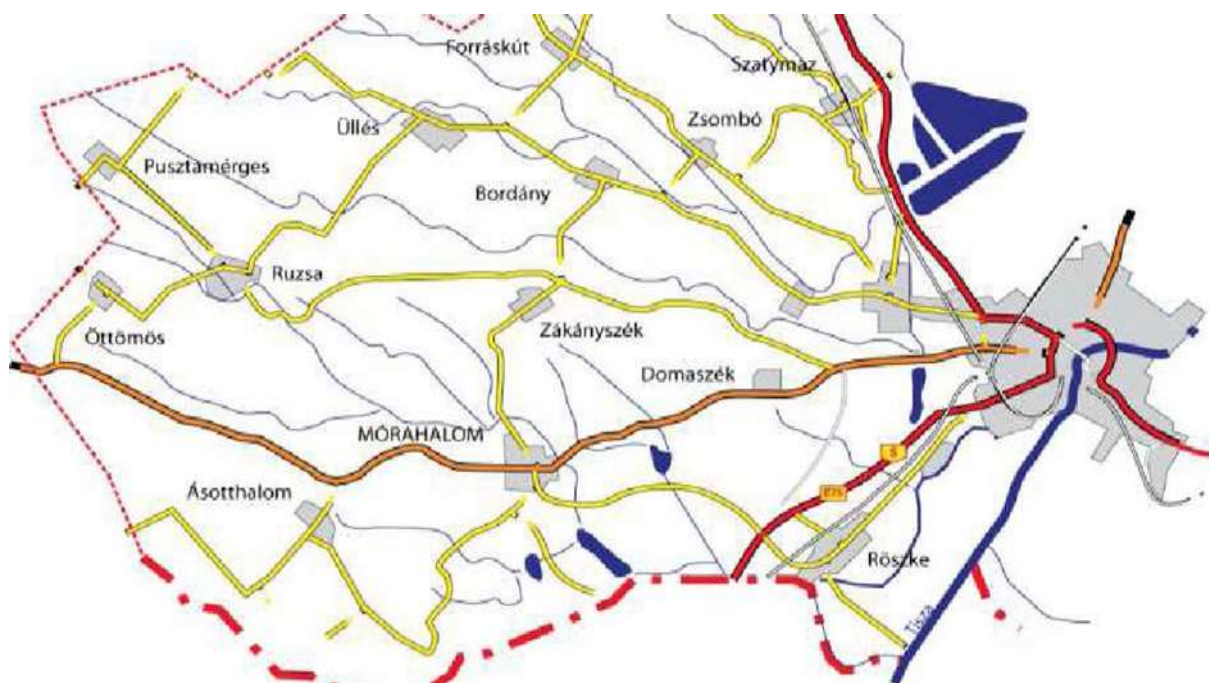 Forráskút
Szatymaz
Üllés
Zsombó
Pusztamérges
Bordány
Ruzsa
Öttömös
Zákányszék
Domaszék
MÓRAHALOM
5
E75
Ásotthalom
Röszke
Tisza